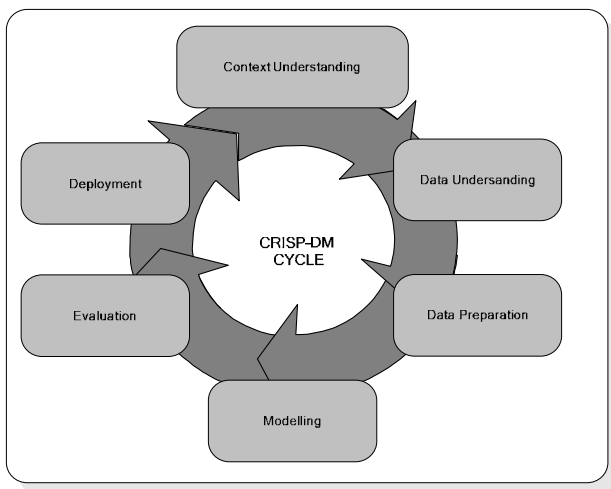 Context Understanding
Deployment
Data Undersanding
CRISP-DM
CYCLE
Evaluation
Data Preparation
Modelling